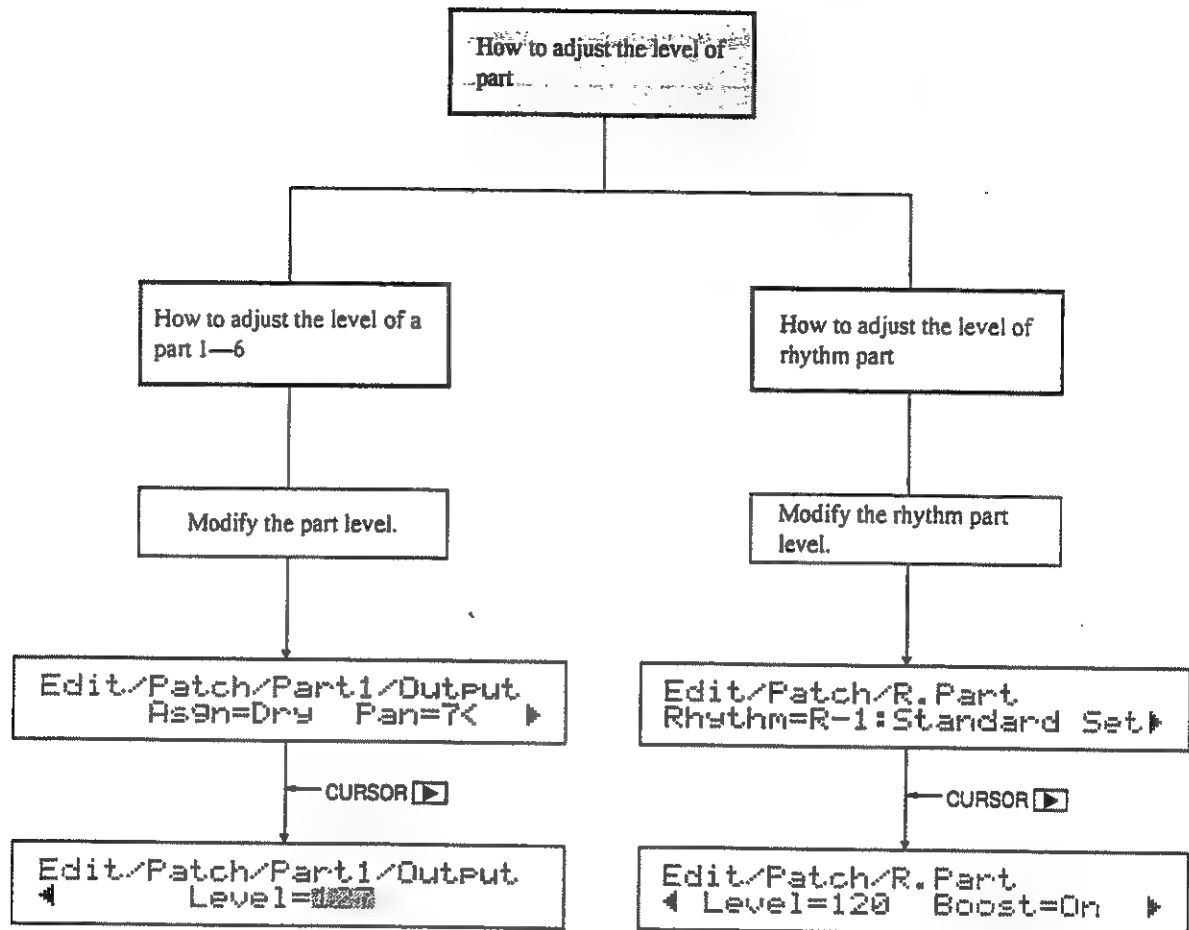 How to adjust the level of
part
How to adjust the level of a
part 1—6
How to adjust the level of
rhythm part
Modify the part level.
Modify the rhythm part
level.
Edit/Patch/Part1/Output
Asgn=Dry Pan=7< ▶
Edit/Patch/R.Part
Rhythm=R-1:Standard Set▶
CURSOR ▶
CURSOR ▶
Edit/Patch/Part1/Output
◀ Level=127
Edit/Patch/R.Part
◀ Level=120 Boost=On ▶